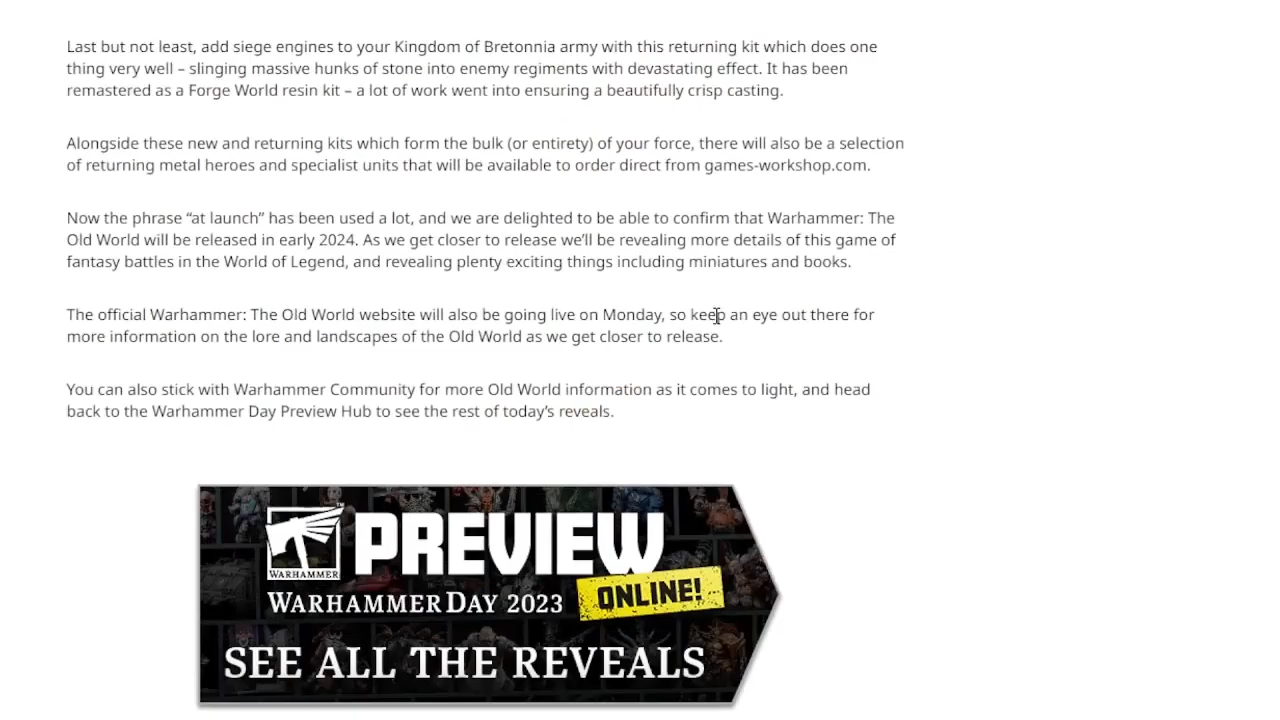 Last but not least, add siege engines to your Kingdom of Bretonnia army with this returning kit which does one
thing very well – slinging massive hunks of stone into enemy regiments with devastating effect. It has been
remastered as a Forge World resin kit – a lot of work went into ensuring a beautifully crisp casting.
Alongside these new and returning kits which form the bulk (or entirety) of your force, there will also be a selection
of returning metal heroes and specialist units that will be available to order direct from games-workshop.com.
Now the phrase “at launch” has been used a lot, and we are delighted to be able to confirm that Warhammer: The
Old World will be released in early 2024. As we get closer to release we’ll be revealing more details of this game of
fantasy battles in the World of Legend, and revealing plenty exciting things including miniatures and books.
The official Warhammer: The Old World website will also be going live on Monday, so keep an eye out there for
more information on the lore and landscapes of the Old World as we get closer to release.
You can also stick with Warhammer Community for more Old World information as it comes to light, and head
back to the Warhammer Day Preview Hub to see the rest of today’s reveals.
WARHAMMER™ PREVIEW
WARHAMMER DAY 2023 ONLINE!
SEE ALL THE REVEALS